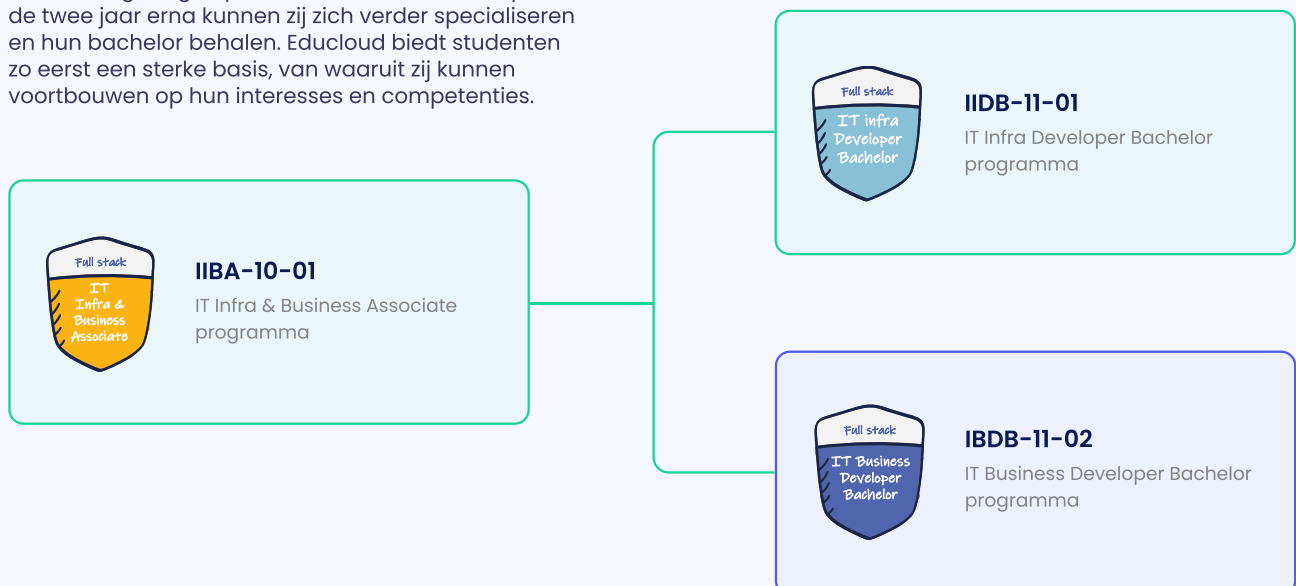 de twee jaar erna kunnen zij zich verder specialiseren
en hun bachelor behalen. Educloud biedt studenten
zo eerst een sterke basis, van waaruit zij kunnen
voortbouwen op hun interesses en competenties.
Full stack
IT
Infra &
Business
Associate
IIBA-10-01
IT Infra & Business Associate
programma
Full stack
IT infra
Developer
Bachelor
IIDB-11-01
IT Infra Developer Bachelor
programma
Full stack
IT Business
Developer
Bachelor
IBDB-11-02
IT Business Developer Bachelor
programma